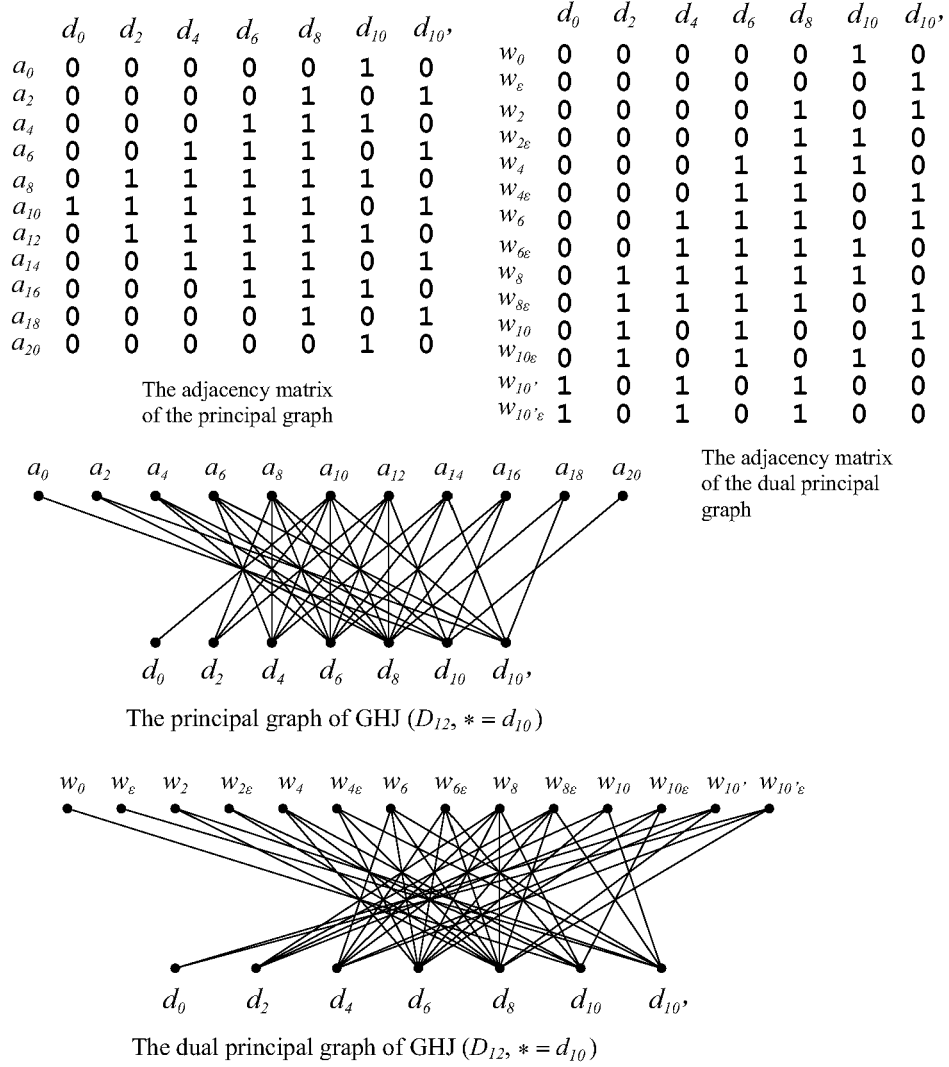 d₀ d₂ d₄ d₆ d₈ d₁₀ d₁₀'
a₀ 0 0 0 0 0 1 0
a₂ 0 0 0 0 1 0 1
a₄ 0 0 0 1 1 1 0
a₆ 0 0 1 1 1 0 1
a₈ 0 1 1 1 1 1 0
a₁₀ 1 1 1 1 1 0 1
a₁₂ 0 1 1 1 1 1 0
a₁₄ 0 0 1 1 1 0 1
a₁₆ 0 0 0 1 1 1 0
a₁₈ 0 0 0 0 1 0 1
a₂₀ 0 0 0 0 0 1 0
The adjacency matrix
of the principal graph
d₀ d₂ d₄ d₆ d₈ d₁₀ d₁₀'
w₀ 0 0 0 0 0 1 0
w_ε 0 0 0 0 0 0 1
w₂ 0 0 0 0 1 0 1
w₂ε 0 0 0 0 1 1 0
w₄ 0 0 0 1 1 1 0
w₄ε 0 0 0 1 1 0 1
w₆ 0 0 1 1 1 0 1
w₆ε 0 0 1 1 1 1 0
w₈ 0 1 1 1 1 1 0
w₈ε 0 1 1 1 1 0 1
w₁₀ 0 1 0 1 0 0 1
w₁₀ε 0 1 0 1 0 1 0
w₁₀' 1 0 1 0 1 0 0
w₁₀'ε 1 0 1 0 1 0 0
The adjacency matrix
of the dual principal
graph
a₀ a₂ a₄ a₆ a₈ a₁₀ a₁₂ a₁₄ a₁₆ a₁₈ a₂₀
d₀ d₂ d₄ d₆ d₈ d₁₀ d₁₀'
The principal graph of GHJ (D₁₂, * = d₁₀)
w₀ w_ε w₂ w₂ε w₄ w₄ε w₆ w₆ε w₈ w₈ε w₁₀ w₁₀ε w₁₀' w₁₀'ε
d₀ d₂ d₄ d₆ d₈ d₁₀ d₁₀'
The dual principal graph of GHJ (D₁₂, * = d₁₀)